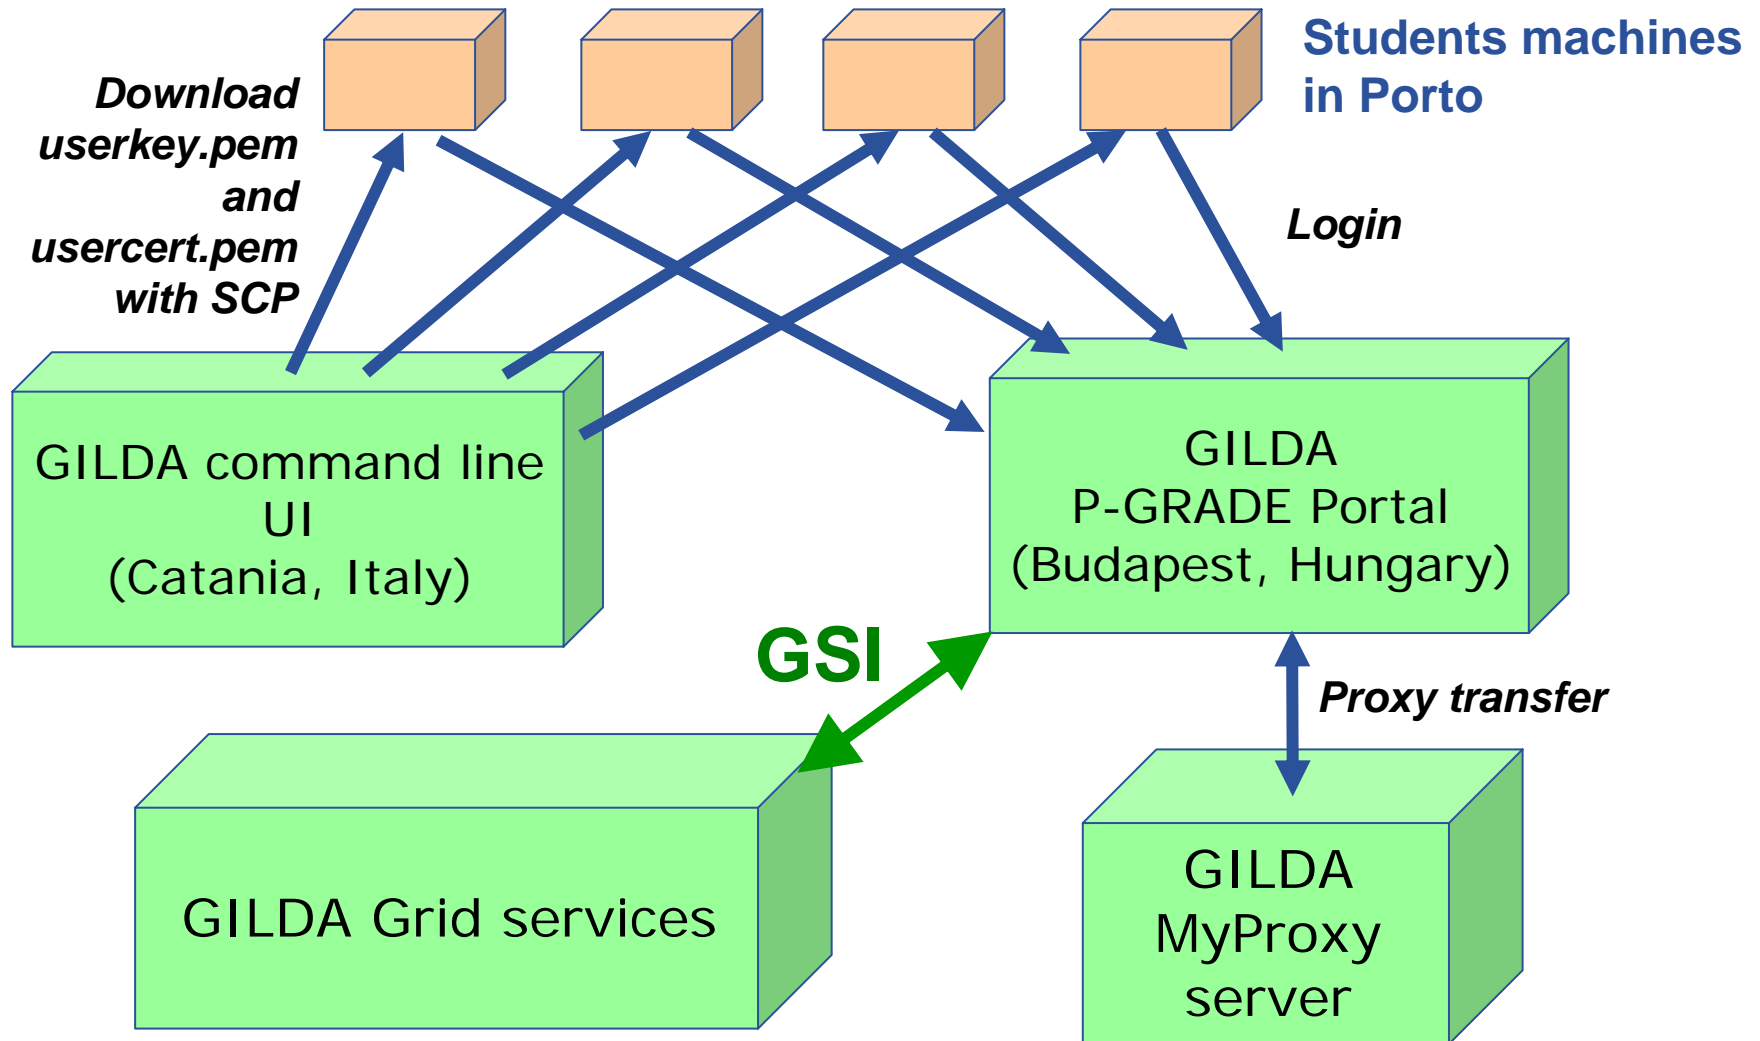 Students machines
in Porto
Download
userkey.pem
and
usercert.pem
with SCP
Login
GILDA command line
UI
(Catania, Italy)
GILDA
P-GRADE Portal
(Budapest, Hungary)
GSI
Proxy transfer
GILDA Grid services
GILDA
MyProxy
server